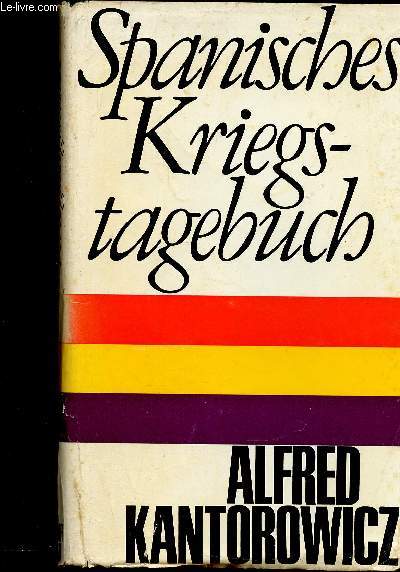 Le-livre.com
Spanisches
Kriegs-
tagebuch
ALFRED
KANTOROWICZ